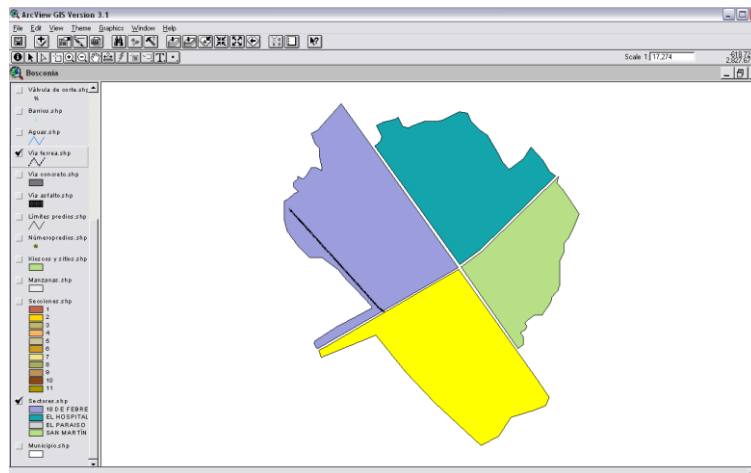 ArcView GIS Version 3.1
File Edit View Theme Graphics Window Help
Scale 1: 17,274
Bosconia
Válvula de corte.shp
Barrios.shp
Aguas.shp
Vía terrea.shp
Vía concreto.shp
Vía asfalto.shp
Límites predios.shp
Númeropredios.shp
Kioscos y sitios.shp
Manzanas.shp
Secciones.shp
1
2
3
4
5
6
7
8
9
10
11
Sectores.shp
18 DE FEBRE
EL HOSPITAL
EL PARAISO
SAN MARTÍN
Municipio.shp